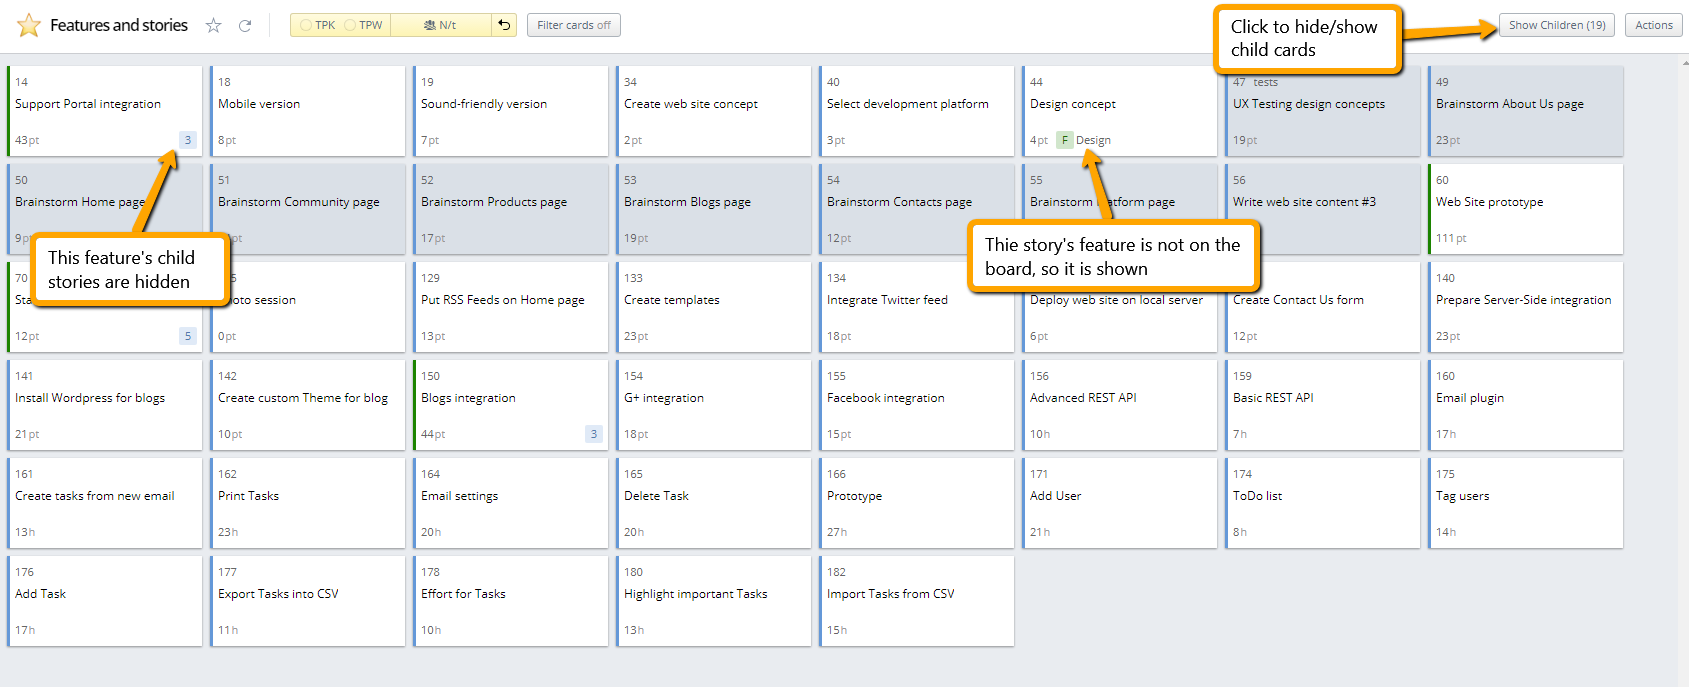 Features and stories
TPK
TPW
N/t
Filter cards off
Click to hide/show
child cards
Show Children (19)
Actions
14
Support Portal integration
43pt
3
18
Mobile version
8pt
19
Sound-friendly version
7pt
34
Create web site concept
2pt
40
Select development platform
3pt
44
Design concept
4pt F Design
47 tests
UX Testing design concepts
19pt
49
Brainstorm About Us page
23pt
50
Brainstorm Home page
9pt
51
Brainstorm Community page
pt
52
Brainstorm Products page
17pt
53
Brainstorm Blogs page
19pt
54
Brainstorm Contacts page
12pt
55
Brainstorm page
56
Write web site content #3
60
Web Site prototype
111pt
This feature's child
stories are hidden
Thie story's feature is not on the
board, so it is shown
70
12pt
5
session
0pt
129
Put RSS Feeds on Home page
13pt
133
Create templates
23pt
134
Integrate Twitter feed
18pt
Deploy web site on local server
6pt
Create Contact Us form
12pt
140
Prepare Server-Side integration
23pt
141
Install Wordpress for blogs
21pt
142
Create custom Theme for blog
10pt
150
Blogs integration
44pt
3
154
G+ integration
18pt
155
Facebook integration
15pt
156
Advanced REST API
10h
159
Basic REST API
7h
160
Email plugin
17h
161
Create tasks from new email
13h
162
Print Tasks
23h
164
Email settings
20h
165
Delete Task
20h
166
Prototype
27h
171
Add User
21h
174
ToDo list
8h
175
Tag users
14h
176
Add Task
17h
177
Export Tasks into CSV
11h
178
Effort for Tasks
10h
180
Highlight important Tasks
13h
182
Import Tasks from CSV
15h